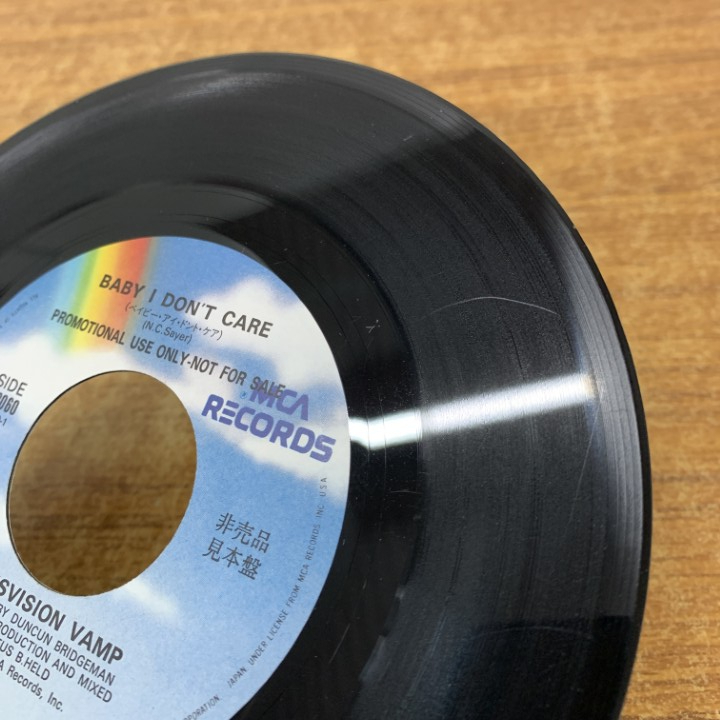 BABY I DON'T CARE
(ベイビー・アイ・ドント・ケア)
(N.C.Sayer)
PROMOTIONAL USE ONLY-NOT FOR SALE
SIDE
MCA
RECORDS
非売品
見本盤
SVISION VAMP
DUNCUN BRIDGEMAN
RODUCTION AND MIXED
US B.HELD
A Records, Inc.
JAPAN UNDER LICENSE FROM MCA RECORDS INC. U.S.A.